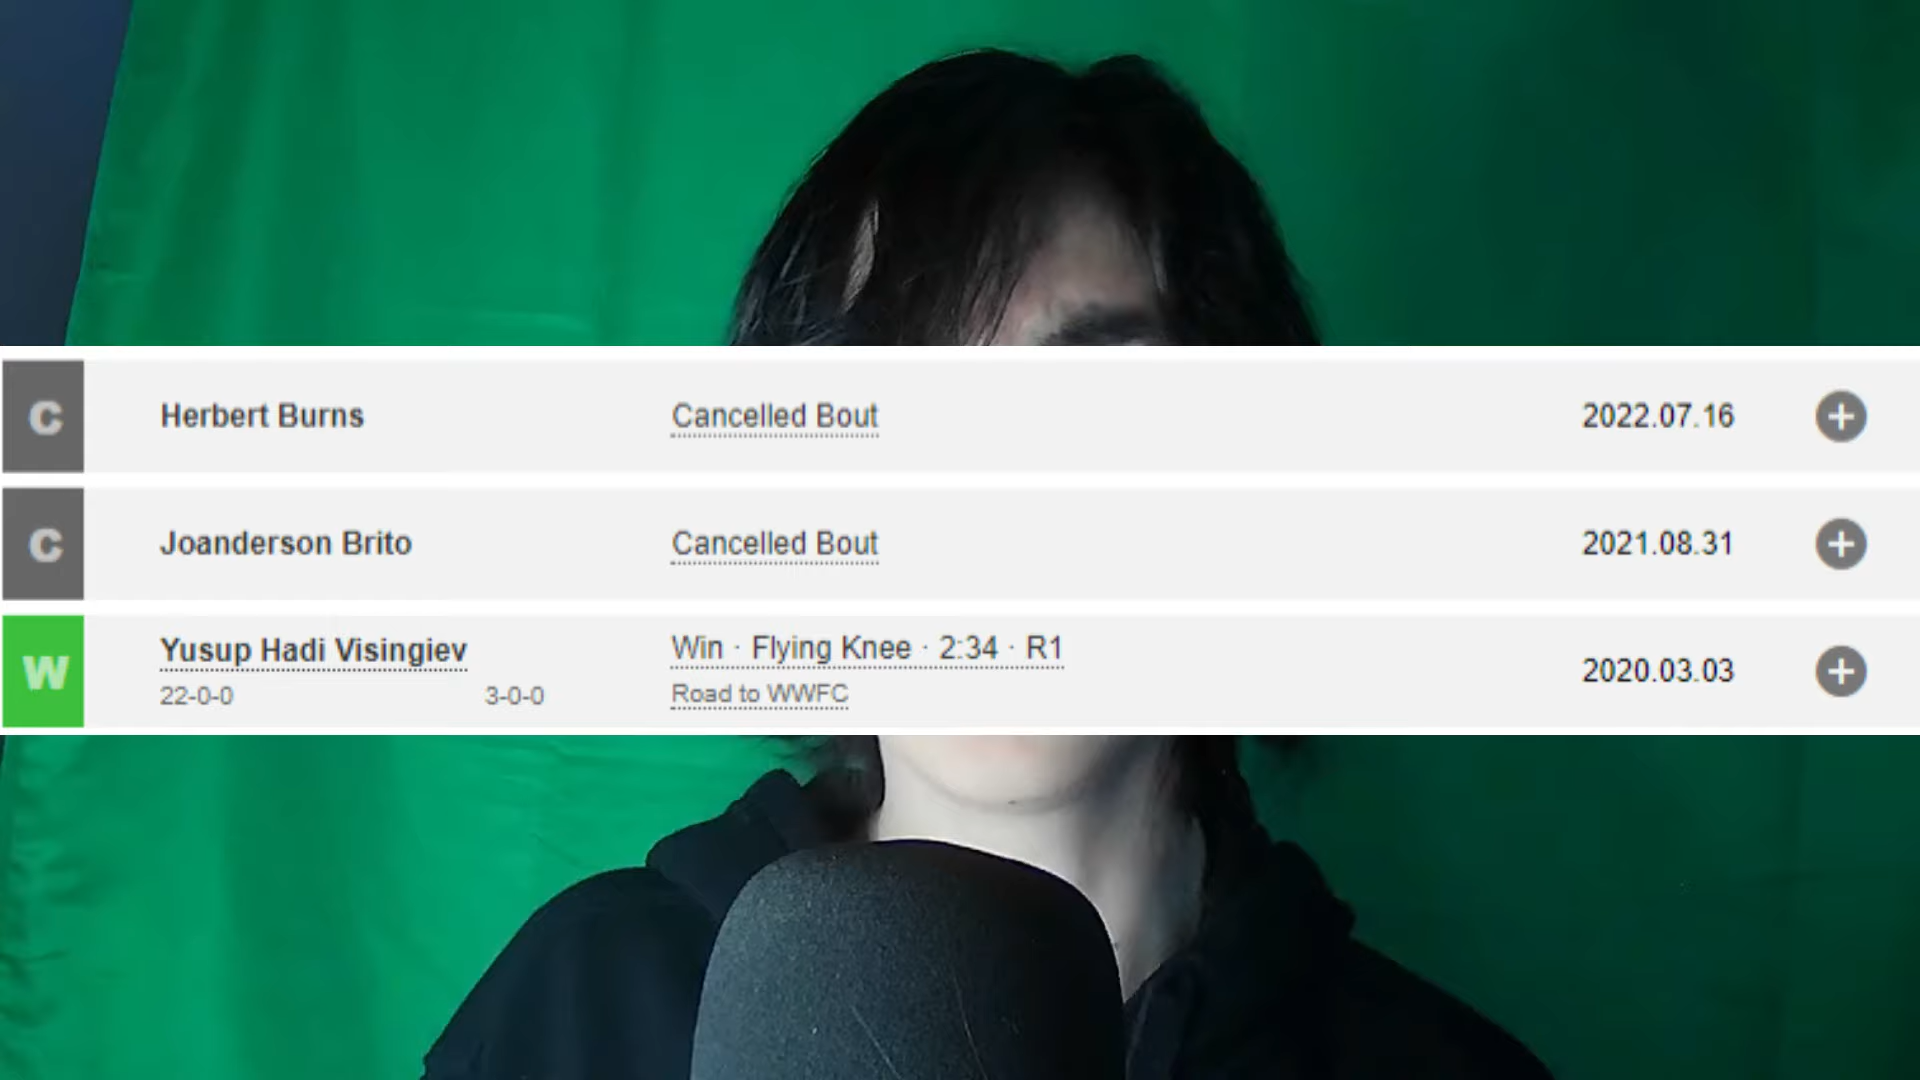 C Herbert Burns Cancelled Bout 2022.07.16
C Joanderson Brito Cancelled Bout 2021.08.31
W Yusup Hadi Visingiev Win · Flying Knee · 2:34 · R1 2020.03.03
22-0-0 3-0-0 Road to WWFC